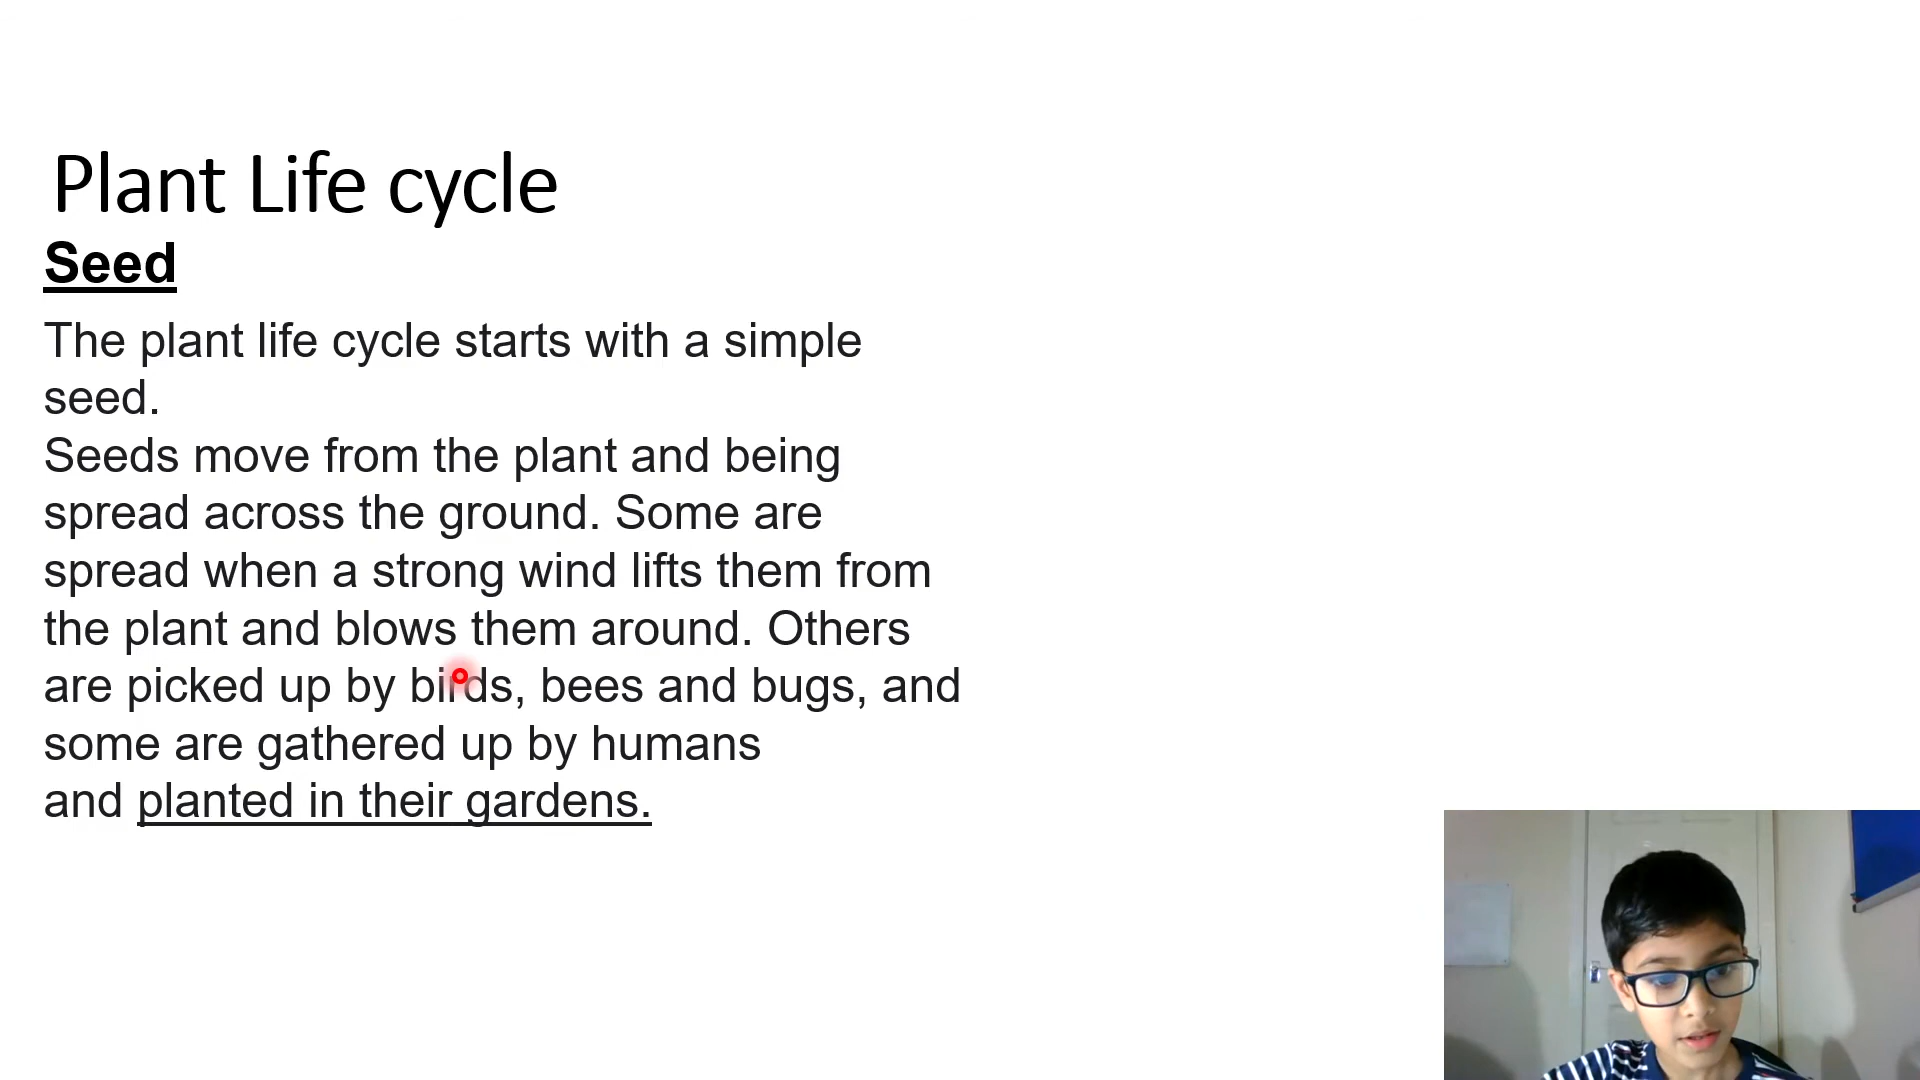 Plant Life cycle
Seed
The plant life cycle starts with a simple
seed.
Seeds move from the plant and being
spread across the ground. Some are
spread when a strong wind lifts them from
the plant and blows them around. Others
are picked up by birds, bees and bugs, and
some are gathered up by humans
and planted in their gardens.